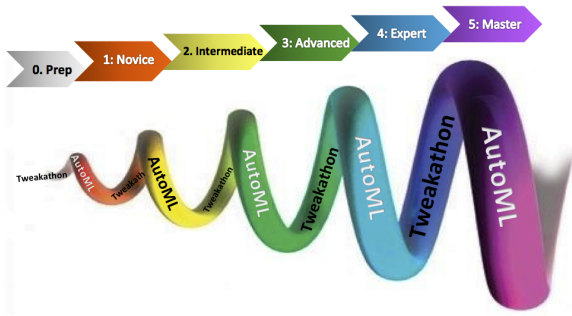 0. Prep
1: Novice
2. Intermediate
3: Advanced
4: Expert
5: Master
Tweakathon
AutoML
Tweakath
AutoML
Tweakathon
AutoML
Tweakathon
AutoML
Tweakathon
AutoML